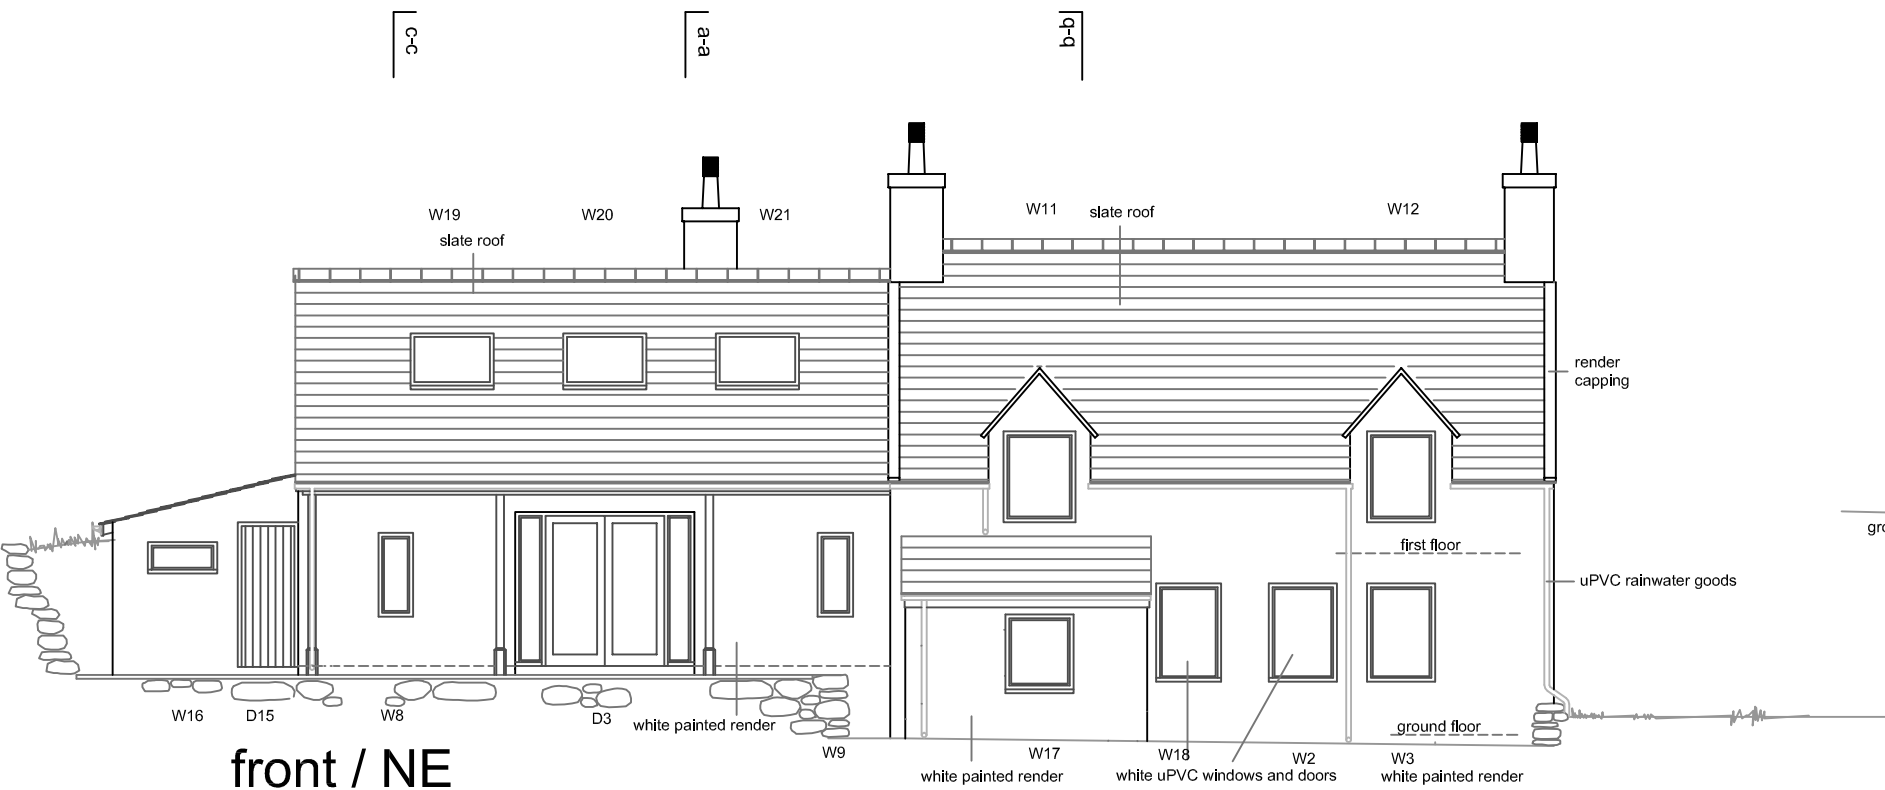 c-c
a-a
b-b
W19
W20
W21
W11
W12
slate roof
slate roof
render
capping
first floor
gro
uPVC rainwater goods
W16
D15
W8
D3
white painted render
ground floor
W9
W17
W18
W2
W3
white painted render
white uPVC windows and doors
white painted render
front / NE